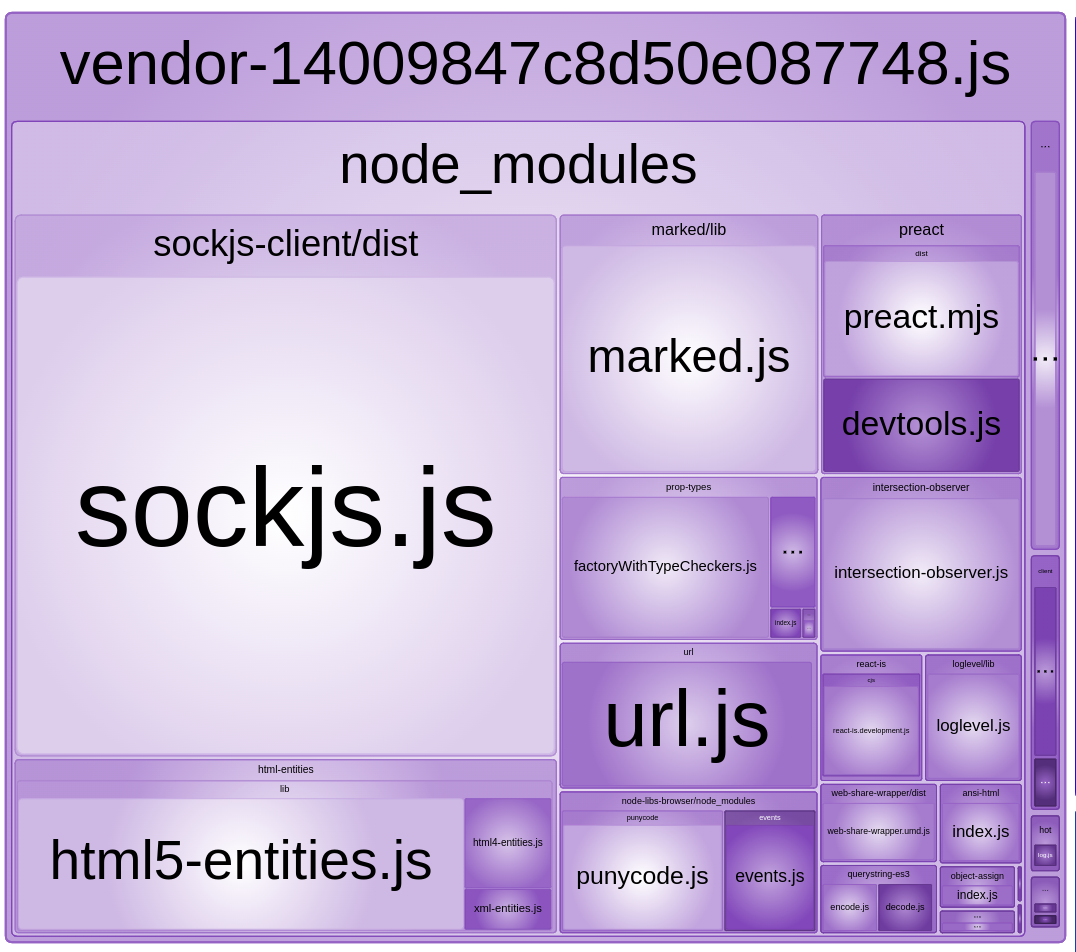 vendor-14009847c8d50e087748.js
node_modules
...
sockjs-client/dist
sockjs.js
html-entities
lib
html5-entities.js
html4-entities.js
xml-entities.js
marked/lib
marked.js
prop-types
factoryWithTypeCheckers.js
...
index.js
url
url.js
node-libs-browser/node_modules
punycode
punycode.js
events
events.js
preact
dist
preact.mjs
devtools.js
intersection-observer
intersection-observer.js
react-is
cjs
react-is.development.js
loglevel/lib
loglevel.js
web-share-wrapper/dist
web-share-wrapper.umd.js
ansi-html
index.js
querystring-es3
encode.js
decode.js
object-assign
index.js
...
...
...
client
...
...
hot
log.js
...